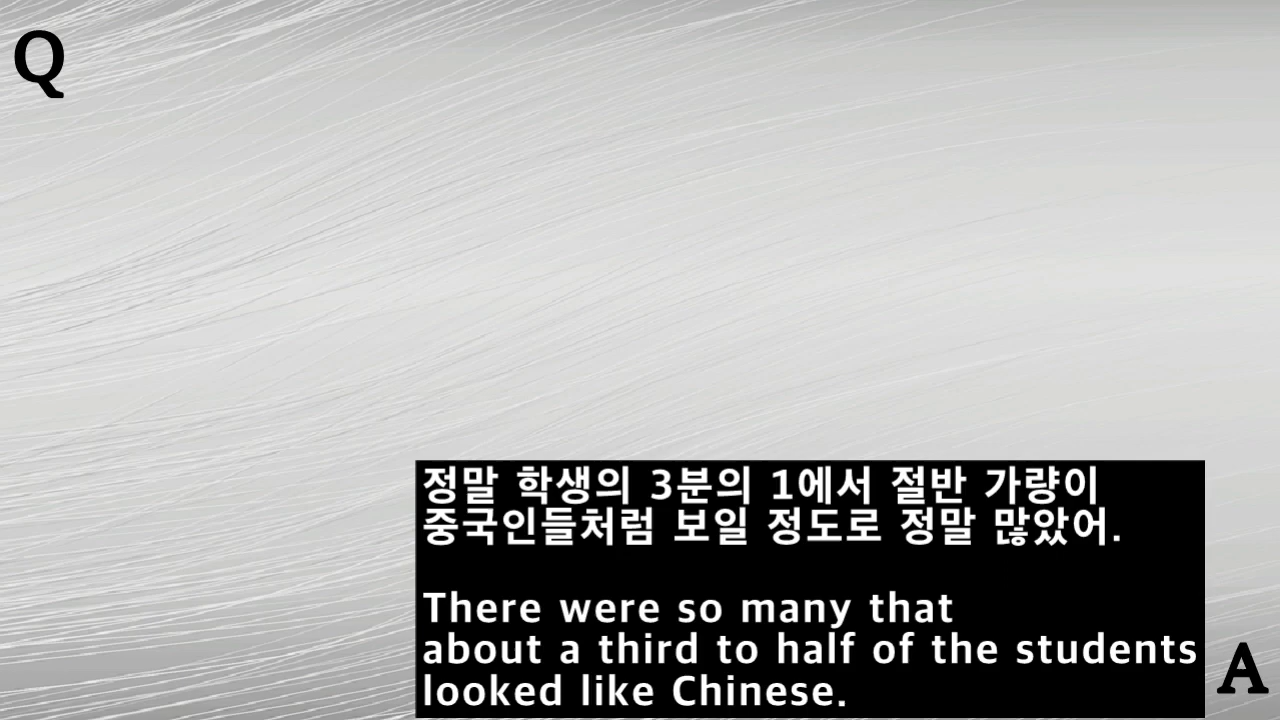 Q
정말 학생의 3분의 1에서 절반 가량이
중국인들처럼 보일 정도로 정말 많았어.
There were so many that
about a third to half of the students
looked like Chinese.
A